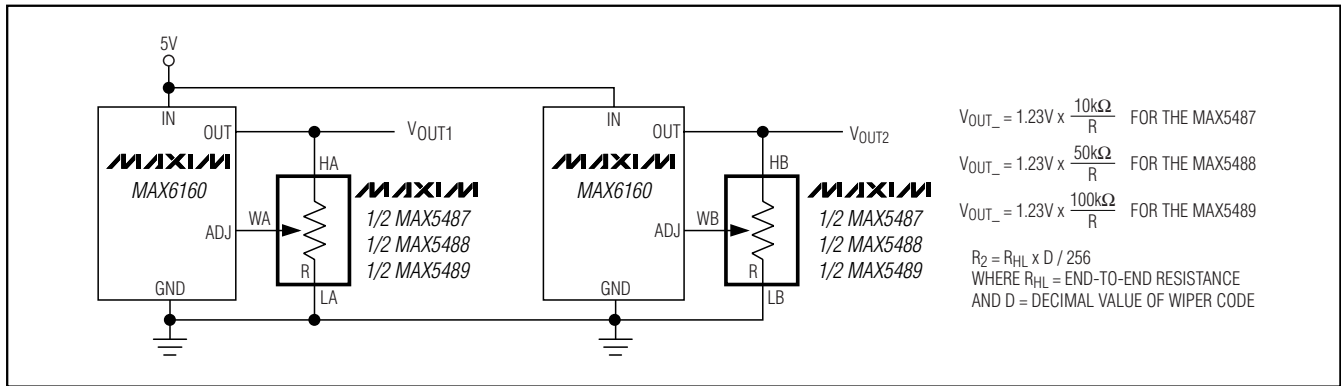 5V
IN
OUT
VOUT1
MAXIM
MAX6160
HA
WA
ADJ
R
LA
GND
MAXIM
1/2 MAX5487
1/2 MAX5488
1/2 MAX5489
IN
OUT
VOUT2
MAXIM
MAX6160
HB
WB
ADJ
R
LB
GND
MAXIM
1/2 MAX5487
1/2 MAX5488
1/2 MAX5489
VOUT_ = 1.23V x 10kΩ / R FOR THE MAX5487
VOUT_ = 1.23V x 50kΩ / R FOR THE MAX5488
VOUT_ = 1.23V x 100kΩ / R FOR THE MAX5489
R2 = RHL x D / 256
WHERE RHL = END-TO-END RESISTANCE
AND D = DECIMAL VALUE OF WIPER CODE